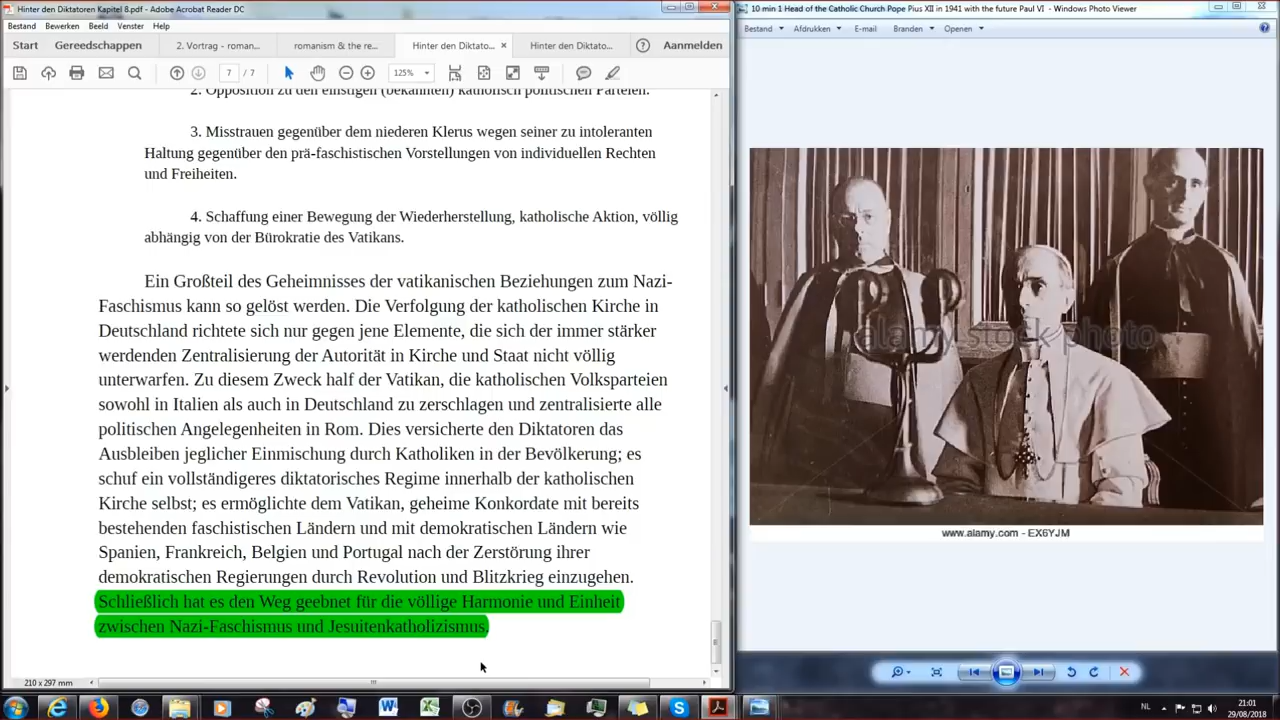 Hinter den Diktatoren Kapitel 8.pdf - Adobe Acrobat Reader DC
Bestand Bewerken Beeld Venster Help
Start Gereedschappen 2. Vortrag - roman... romanism & the re... Hinter den Diktato... × Hinter den Diktato... Aanmelden
7 / 7 125%
2. Opposition zu den einstigen (bekannten) katholisch politischen Parteien.
3. Misstrauen gegenüber dem niederen Klerus wegen seiner zu intoleranten
Haltung gegenüber den prä-faschistischen Vorstellungen von individuellen Rechten
und Freiheiten.
4. Schaffung einer Bewegung der Wiederherstellung, katholische Aktion, völlig
abhängig von der Bürokratie des Vatikans.
Ein Großteil des Geheimnisses der vatikanischen Beziehungen zum Nazi-
Faschismus kann so gelöst werden. Die Verfolgung der katholischen Kirche in
Deutschland richtete sich nur gegen jene Elemente, die sich der immer stärker
werdenden Zentralisierung der Autorität in Kirche und Staat nicht völlig
unterwarfen. Zu diesem Zweck half der Vatikan, die katholischen Volksparteien
sowohl in Italien als auch in Deutschland zu zerschlagen und zentralisierte alle
politischen Angelegenheiten in Rom. Dies versicherte den Diktatoren das
Ausbleiben jeglicher Einmischung durch Katholiken in der Bevölkerung; es
schuf ein vollständigeres diktatorisches Regime innerhalb der katholischen
Kirche selbst; es ermöglichte dem Vatikan, geheime Konkordate mit bereits
bestehenden faschistischen Ländern und mit demokratischen Ländern wie
Spanien, Frankreich, Belgien und Portugal nach der Zerstörung ihrer
demokratischen Regierungen durch Revolution und Blitzkrieg einzugehen.
Schließlich hat es den Weg geebnet für die völlige Harmonie und Einheit
zwischen Nazi-Faschismus und Jesuitenkatholizismus.
210 x 297 mm
10 min 1 Head of the Catholic Church Pope Pius XII in 1941 with the future Paul VI - Windows Photo Viewer
Bestand Afdrukken E-mail Branden Openen
alamy stock photo
www.alamy.com - EX6YJM
NL 21:01
29/08/2018